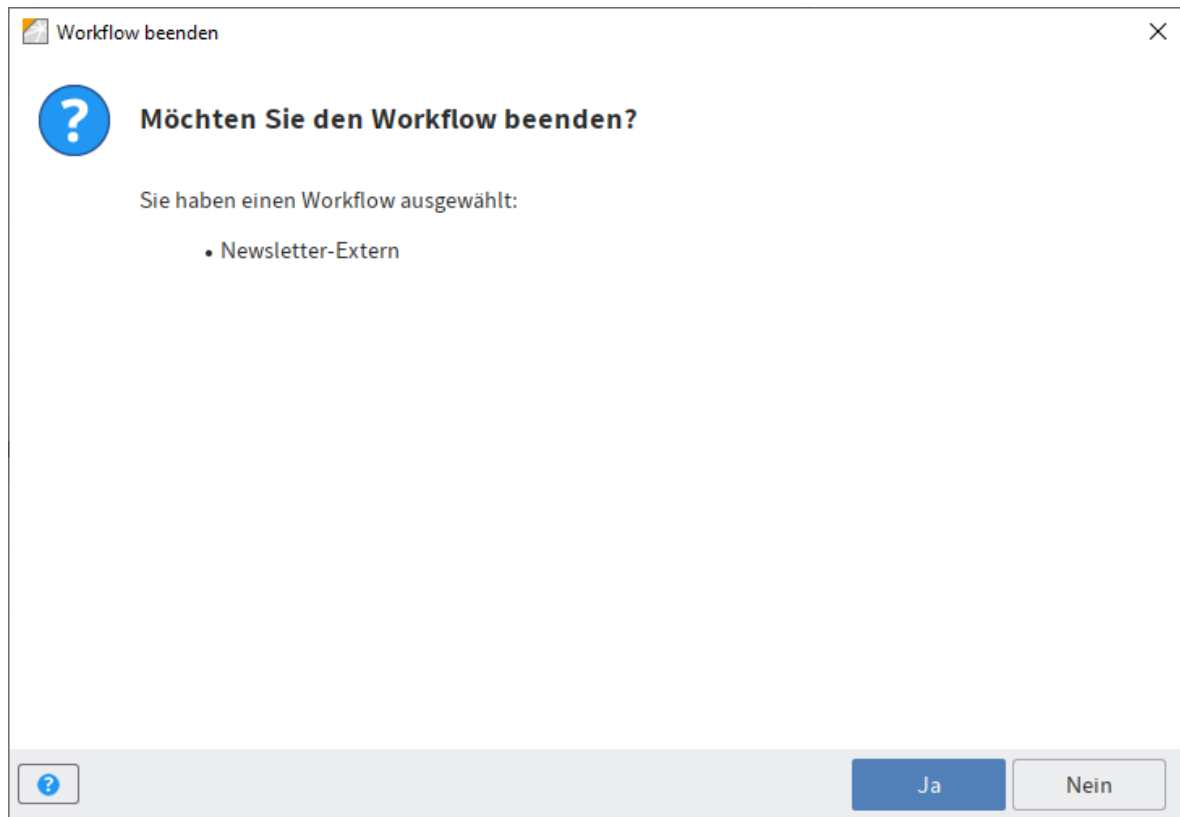 Workflow beenden
Möchten Sie den Workflow beenden?
Sie haben einen Workflow ausgewählt:
• Newsletter-Extern
Ja
Nein